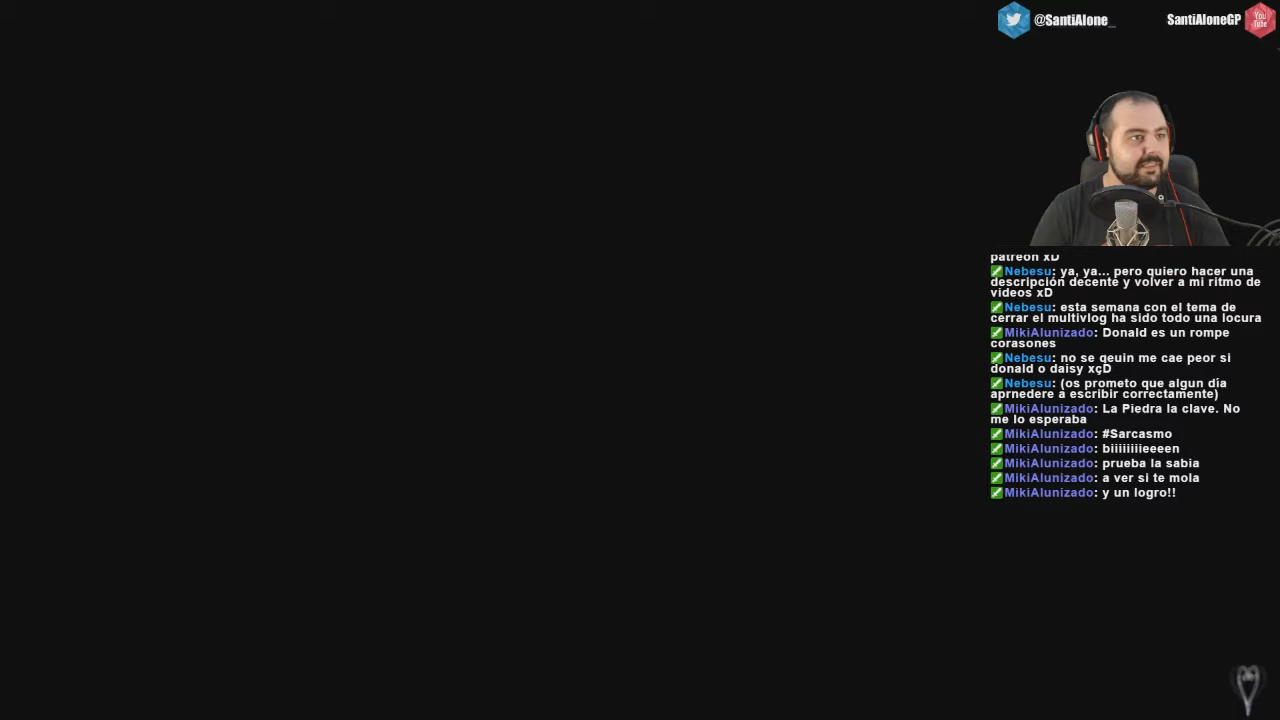 @SantiAlone_
SantiAloneGP
You
Tube
patreon xD
Nebesu: ya, ya... pero quiero hacer una
descripción decente y volver a mi ritmo de
videos xD
Nebesu: esta semana con el tema de
cerrar el multivlog ha sido todo una locura
MikiAlunizado: Donald es un rompe
corasones
Nebesu: no se qeuin me cae peor si
donald o daisy xçD
Nebesu: (os prometo que algun día
aprnedere a escribir correctamente)
MikiAlunizado: La Piedra la clave. No
me lo esperaba
MikiAlunizado: #Sarcasmo
MikiAlunizado: biiiiiiiieeeen
MikiAlunizado: prueba la sabia
MikiAlunizado: a ver si te mola
MikiAlunizado: y un logro!!